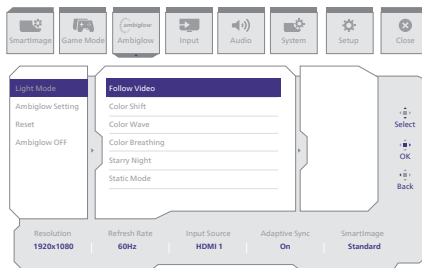 SmartImage
Game Mode
ambiglow
Ambiglow
Input
Audio
System
Setup
Close
Light Mode
Ambiglow Setting
Reset
Ambiglow OFF
Follow Video
Color Shift
Color Wave
Color Breathing
Starry Night
Static Mode
Select
OK
Back
Resolution
1920x1080
Refresh Rate
60Hz
Input Source
HDMI 1
Adaptive Sync
On
SmartImage
Standard